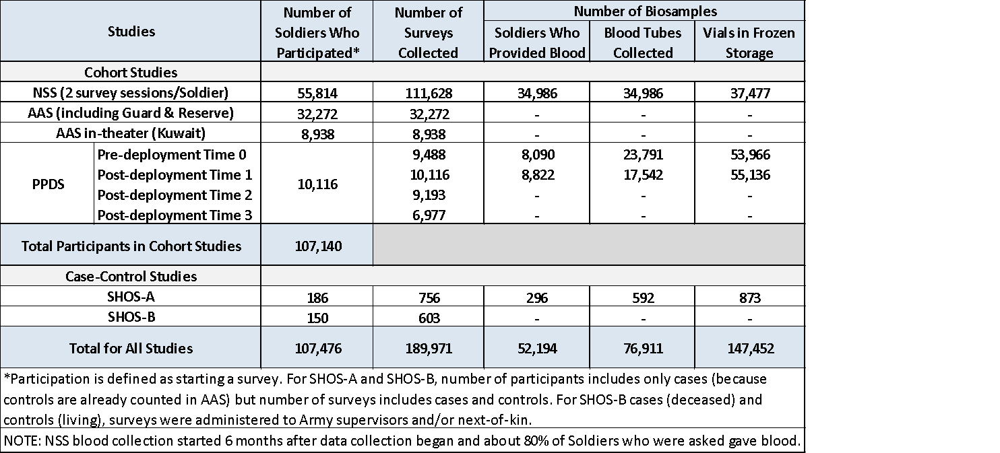 Studies
Number of Soldiers Who Participated*
Number of Surveys Collected
Number of Biosamples
Soldiers Who Provided Blood
Blood Tubes Collected
Vials in Frozen Storage
Cohort Studies
NSS (2 survey sessions/Soldier) 55,814 111,628 34,986 34,986 37,477
AAS (including Guard & Reserve) 32,272 32,272 - - -
AAS in-theater (Kuwait) 8,938 8,938 - - -
PPDS 10,116
Pre-deployment Time 0 9,488 8,090 23,791 53,966
Post-deployment Time 1 10,116 8,822 17,542 55,136
Post-deployment Time 2 9,193 - - -
Post-deployment Time 3 6,977 - - -
Total Participants in Cohort Studies 107,140
Case-Control Studies
SHOS-A 186 756 296 592 873
SHOS-B 150 603 - - -
Total for All Studies 107,476 189,971 52,194 76,911 147,452
*Participation is defined as starting a survey. For SHOS-A and SHOS-B, number of participants includes only cases (because
controls are already counted in AAS) but number of surveys includes cases and controls. For SHOS-B cases (deceased) and
controls (living), surveys were administered to Army supervisors and/or next-of-kin.
NOTE: NSS blood collection started 6 months after data collection began and about 80% of Soldiers who were asked gave blood.